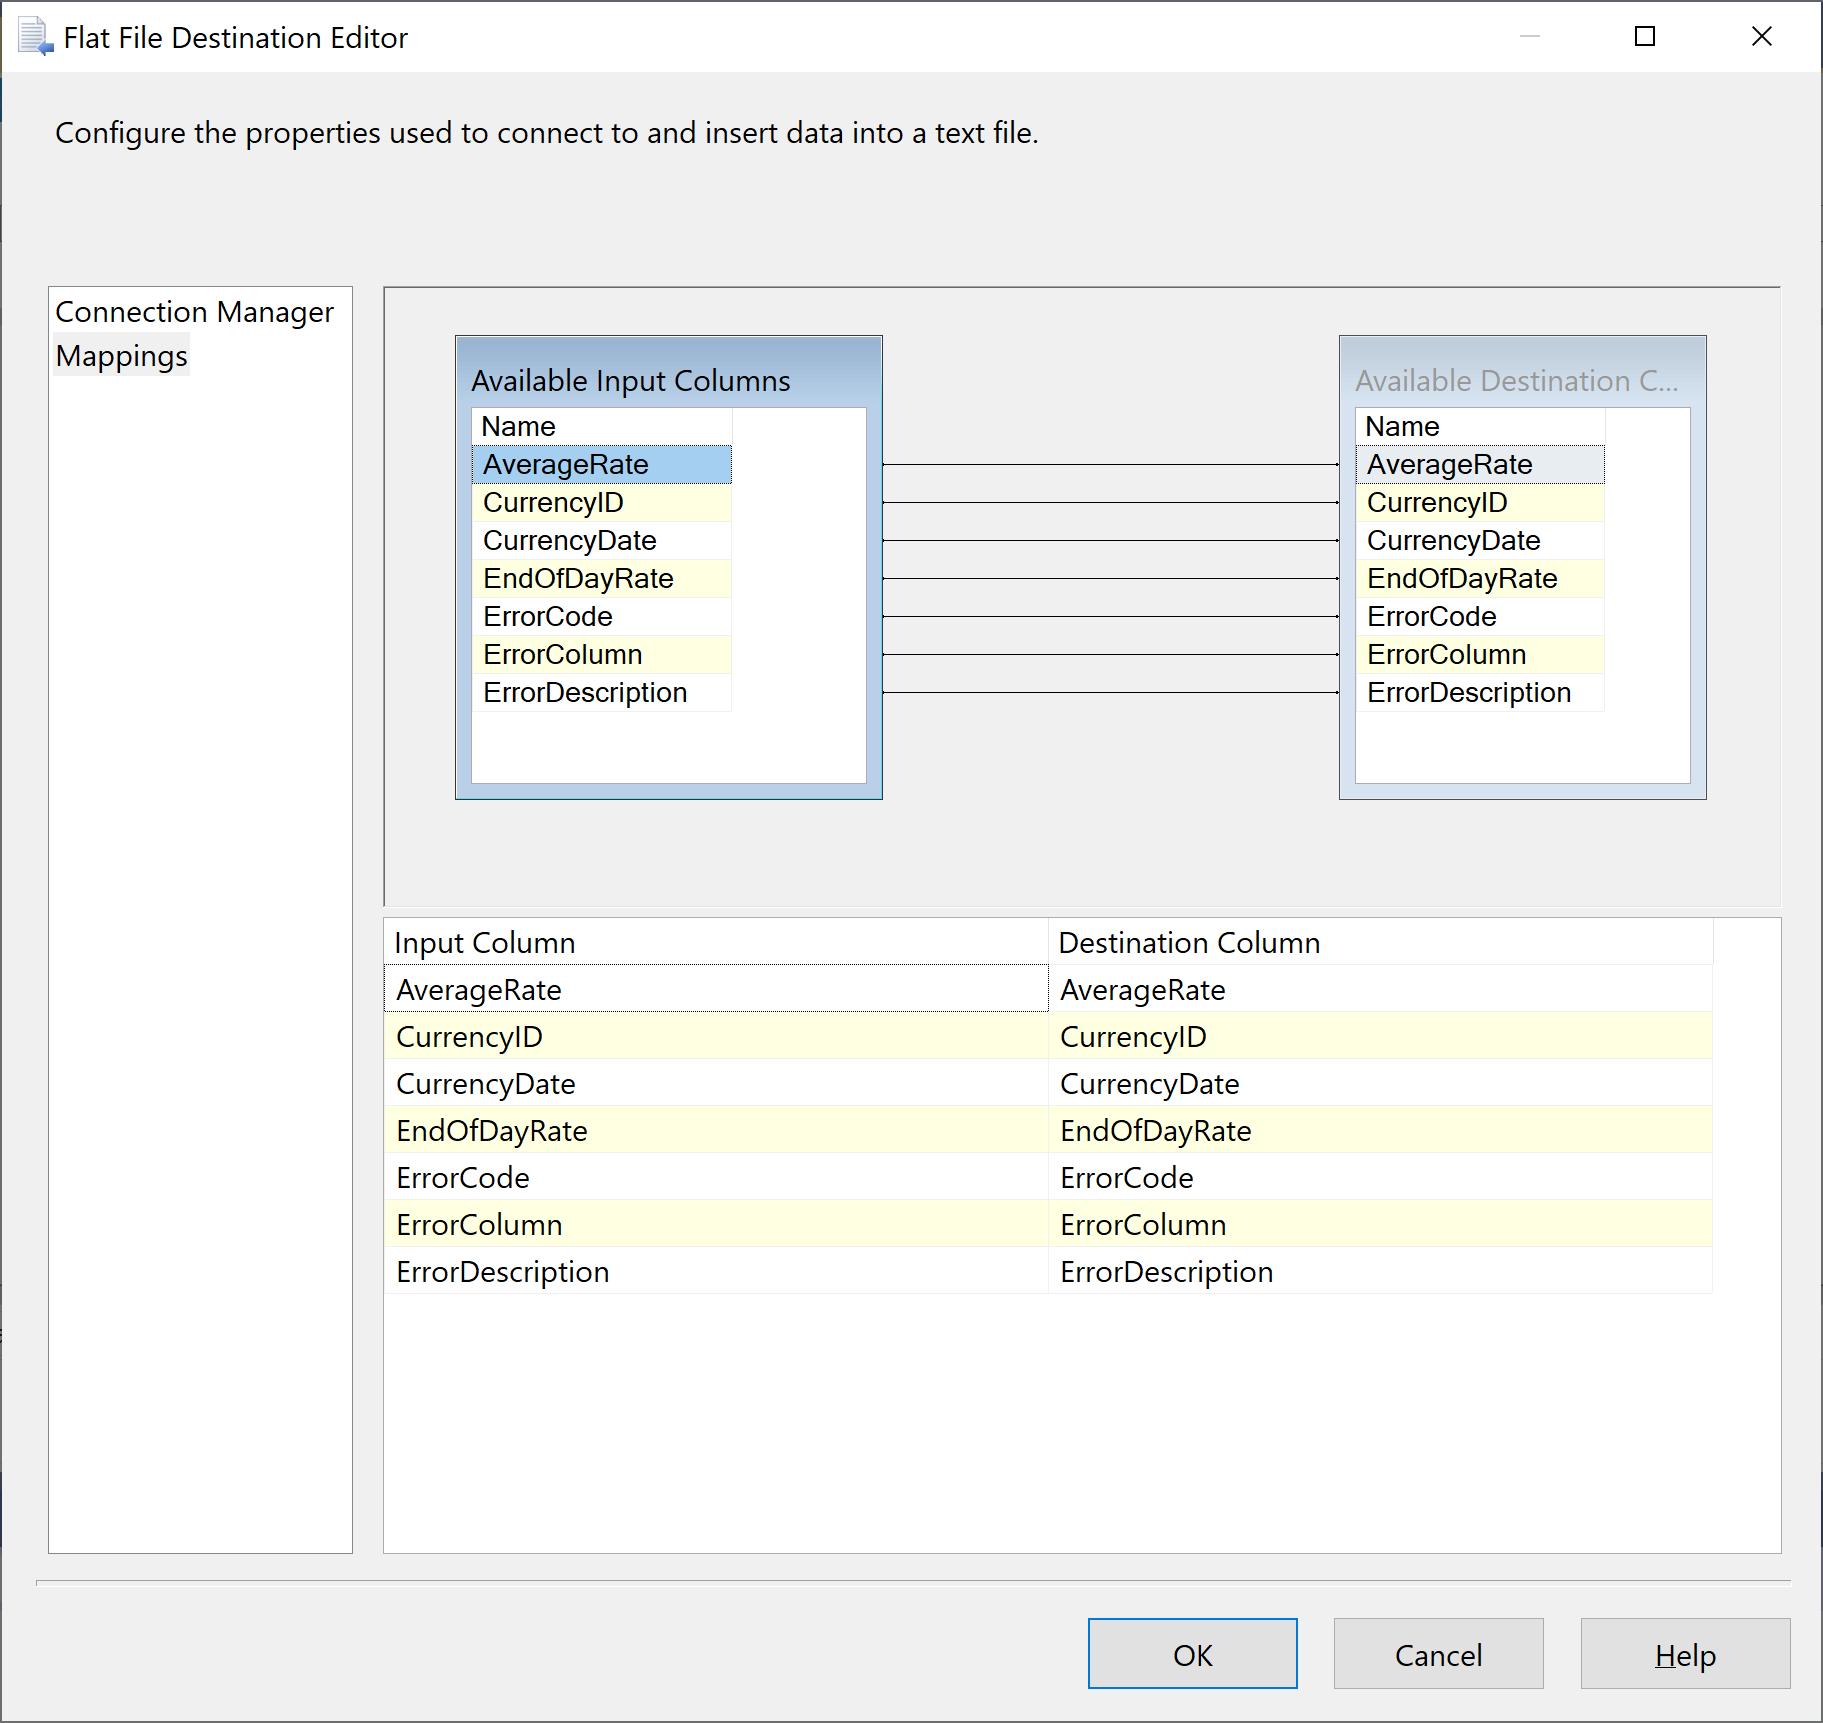 Flat File Destination Editor
Configure the properties used to connect to and insert data into a text file.
Connection Manager
Mappings
Available Input Columns
Name
AverageRate
CurrencyID
CurrencyDate
EndOfDayRate
ErrorCode
ErrorColumn
ErrorDescription
Available Destination C...
Name
AverageRate
CurrencyID
CurrencyDate
EndOfDayRate
ErrorCode
ErrorColumn
ErrorDescription
Input Column Destination Column
AverageRate AverageRate
CurrencyID CurrencyID
CurrencyDate CurrencyDate
EndOfDayRate EndOfDayRate
ErrorCode ErrorCode
ErrorColumn ErrorColumn
ErrorDescription ErrorDescription
OK Cancel Help